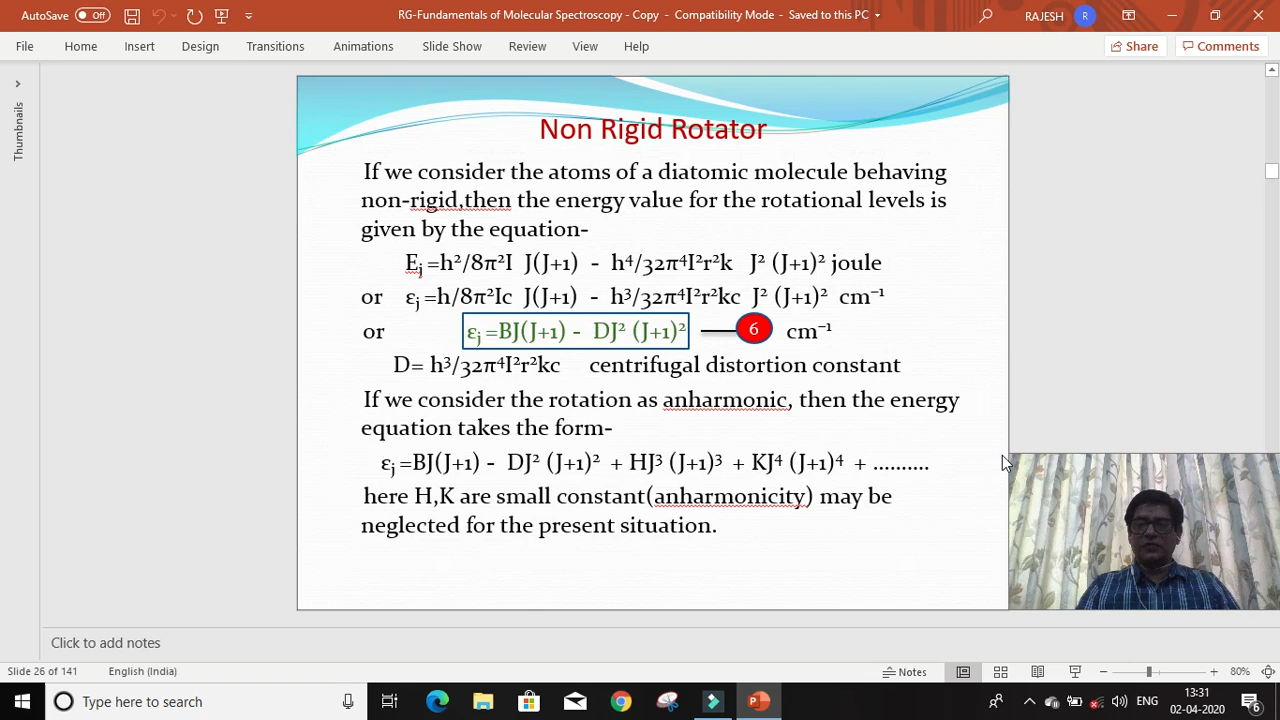 AutoSave Off RG-Fundamentals of Molecular Spectroscopy - Copy - Compatibility Mode - Saved to this PC RAJESH R
File Home Insert Design Transitions Animations Slide Show Review View Help Share Comments
Thumbnails
Non Rigid Rotator
If we consider the atoms of a diatomic molecule behaving
non-rigid,then the energy value for the rotational levels is
given by the equation-
Eⱼ =h²/8π²I J(J+1) - h⁴/32π⁴I²r²k J² (J+1)² joule
or εⱼ =h/8π²Ic J(J+1) - h³/32π⁴I²r²kc J² (J+1)² cm⁻¹
or εⱼ =BJ(J+1) - DJ² (J+1)² 6 cm⁻¹
D= h³/32π⁴I²r²kc centrifugal distortion constant
If we consider the rotation as anharmonic, then the energy
equation takes the form-
εⱼ =BJ(J+1) - DJ² (J+1)² + HJ³ (J+1)³ + KJ⁴ (J+1)⁴ + ..........
here H,K are small constant(anharmonicity) may be
neglected for the present situation.
Click to add notes
Slide 26 of 141 English (India) Notes 80%
Type here to search ENG 13:31
02-04-2020 6